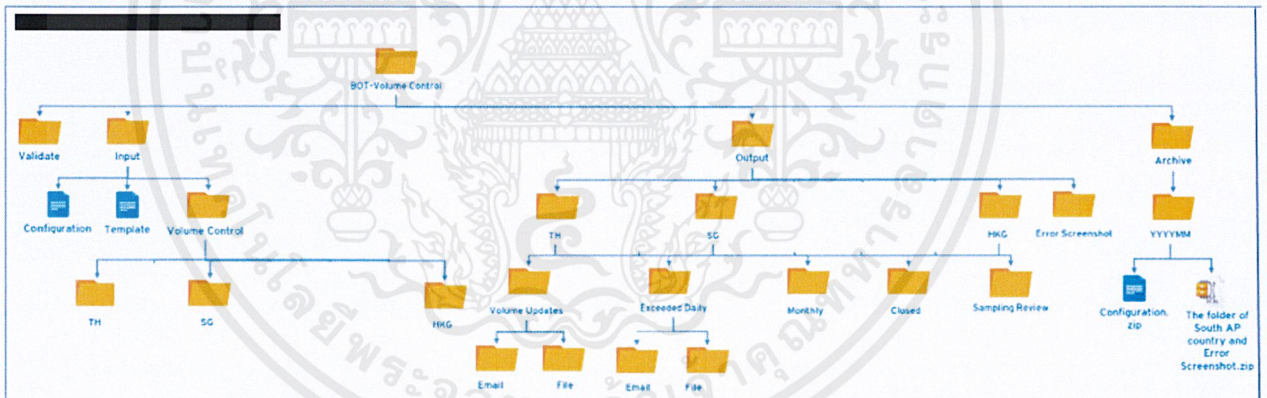 BOT-Volume Control
Validate
Input
Output
Archive
Configuration
Template
Volume Control
TH
SG
HKG
Error Screenshot
YYYYMM
TH
SG
HKG
Volume Updates
Exceeded Daily
Monthly
Closed
Sampling Review
Configuration.
zip
The folder of
South AP
country and
Error
Screenshot.zip
Email
File
Email
File